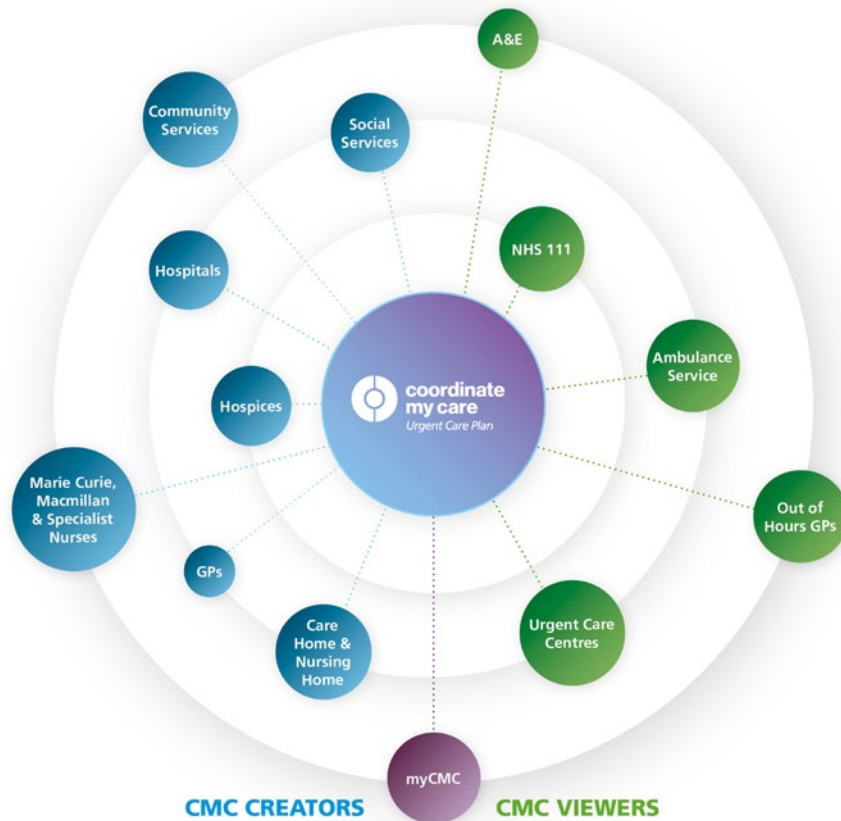 A&E
Community
Services
Social
Services
NHS 111
Hospitals
Ambulance
Service
coordinate
my care
Urgent Care Plan
Hospices
Marie Curie,
Macmillan
& Specialist
Nurses
Out of
Hours GPs
GPs
Care
Home &
Nursing
Home
Urgent Care
Centres
myCMC
CMC CREATORS
CMC VIEWERS